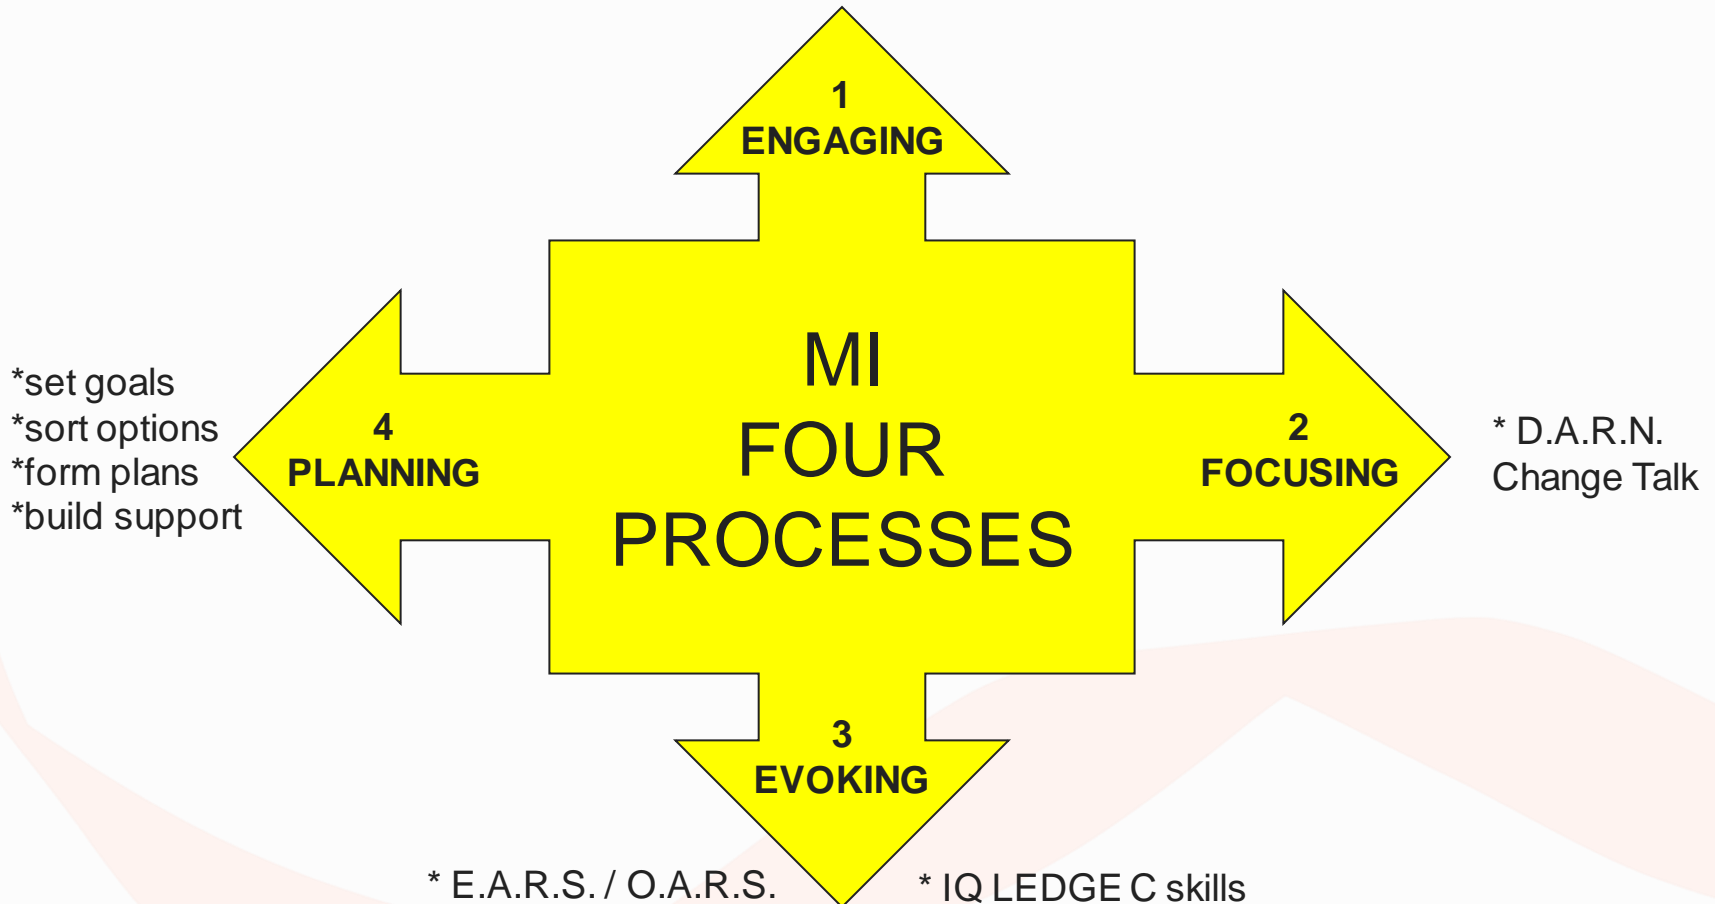 1
ENGAGING
MI
FOUR
PROCESSES
*set goals
*sort options
*form plans
*build support
4
PLANNING
2
FOCUSING
* D.A.R.N.
Change Talk
3
EVOKING
* E.A.R.S. / O.A.R.S.
* IQ LEDGE C skills